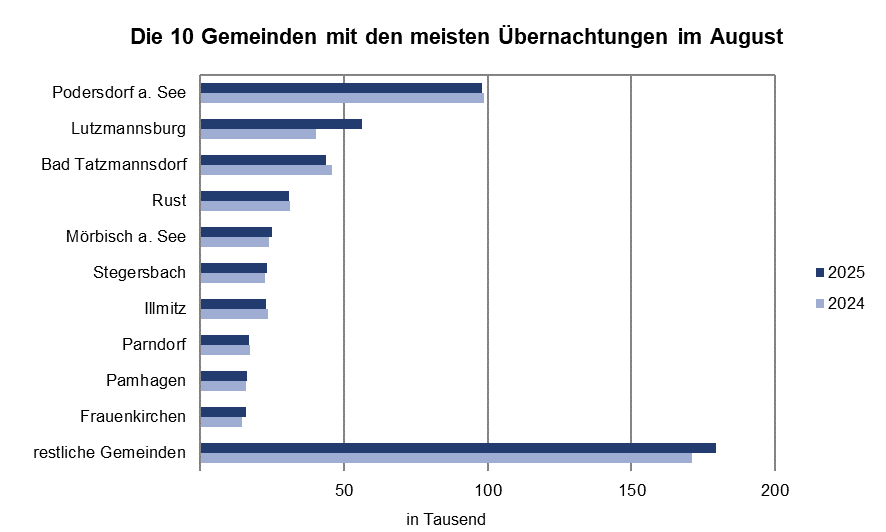 Die 10 Gemeinden mit den meisten Übernachtungen im August
Podersdorf a. See
Lutzmannsburg
Bad Tatzmannsdorf
Rust
Mörbisch a. See
Stegersbach
Illmitz
Parndorf
Pamhagen
Frauenkirchen
restliche Gemeinden
2025
2024
50 100 150 200
in Tausend